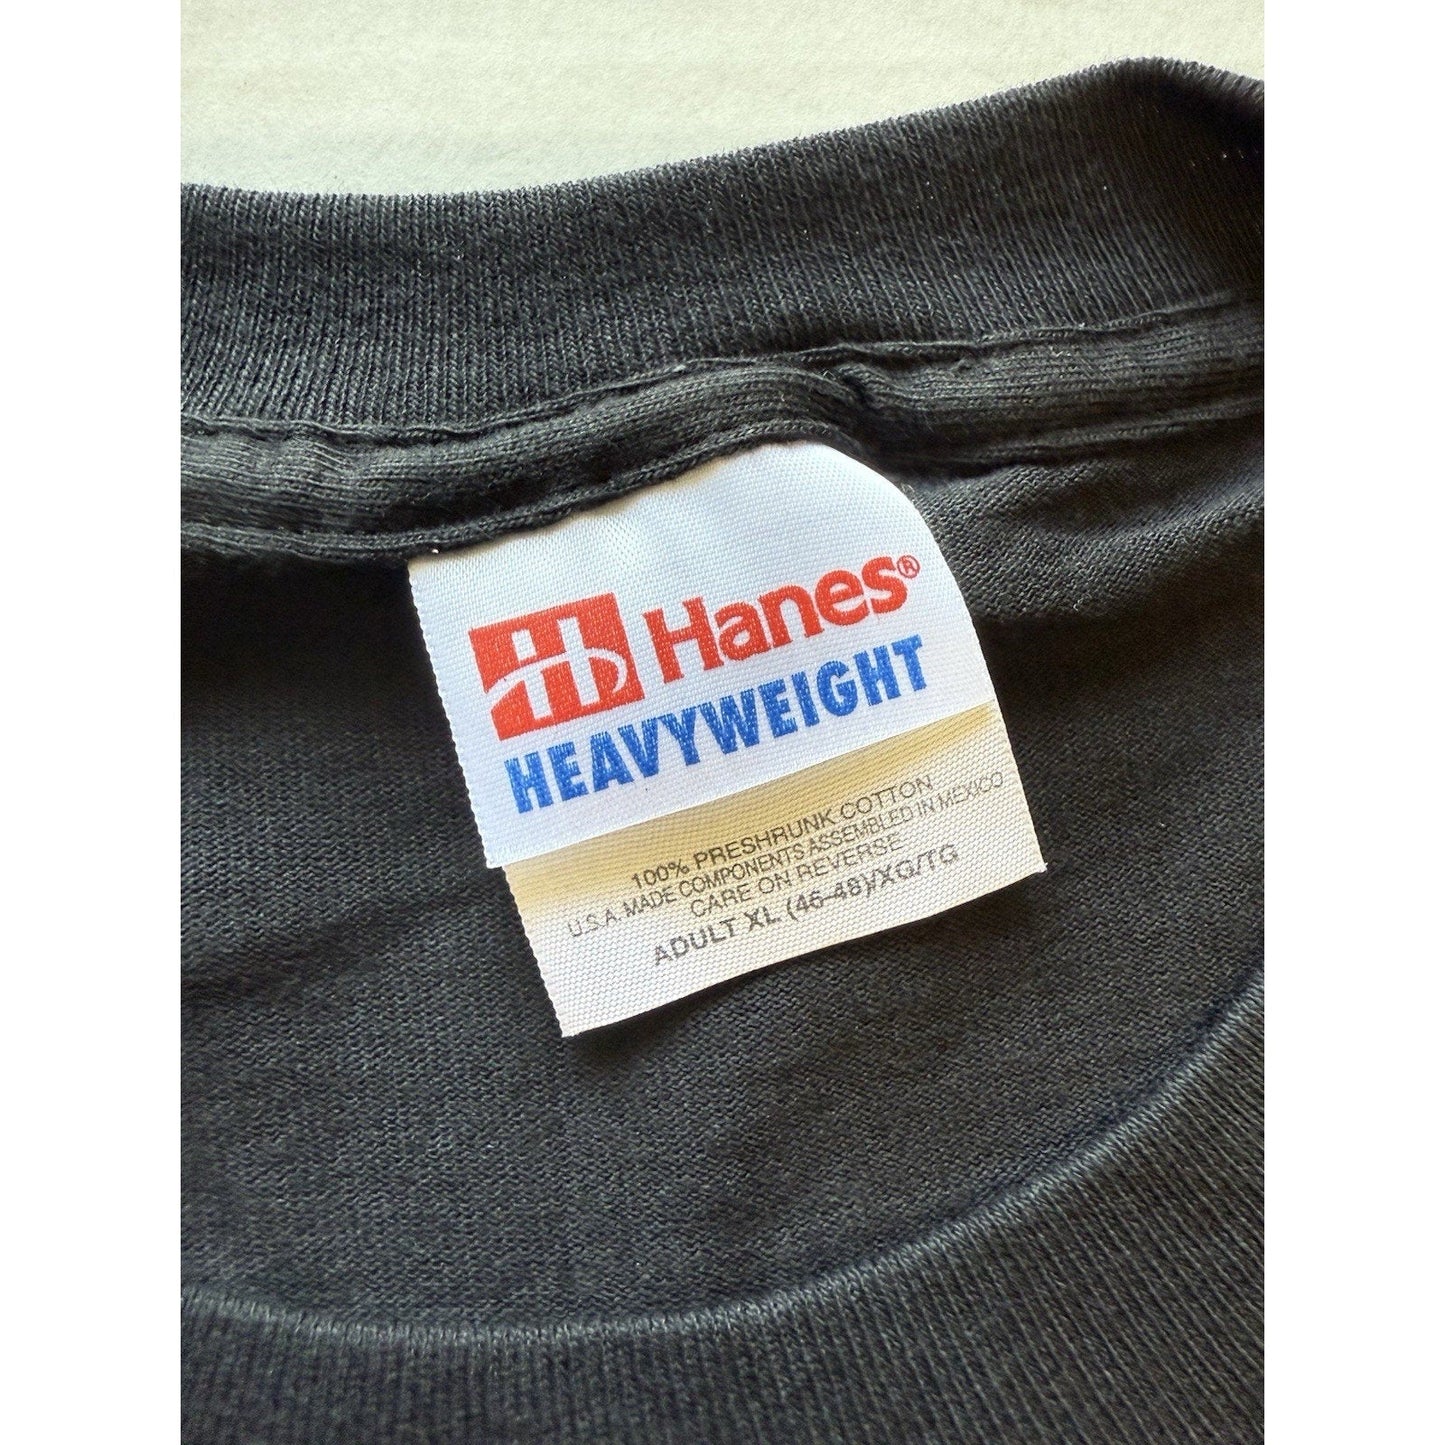 Hanes®
HEAVYWEIGHT
100% PRESHRUNK COTTON
U.S.A. MADE COMPONENTS ASSEMBLED IN MEXICO
CARE ON REVERSE
ADULT XL (46-48)/XG/TG